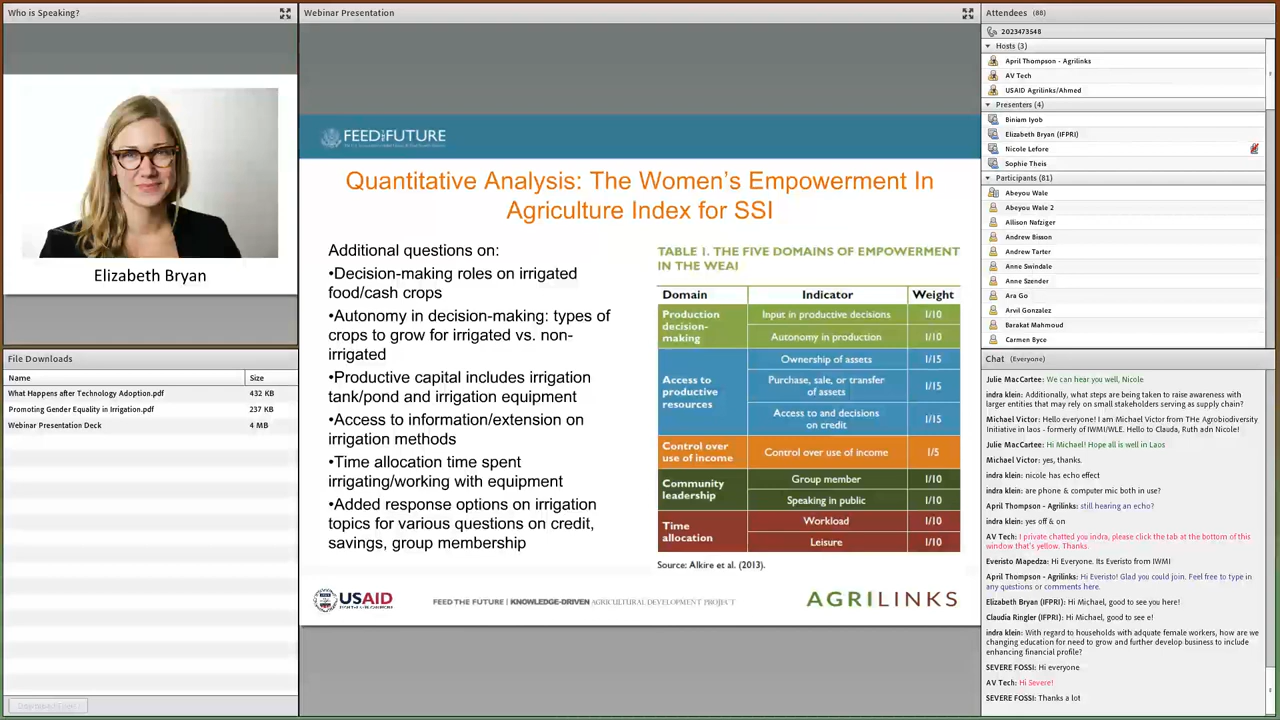 Who is Speaking?
Elizabeth Bryan
File Downloads
Name Size
What Happens after Technology Adoption.pdf 432 KB
Promoting Gender Equality in Irrigation.pdf 237 KB
Webinar Presentation Deck 4 MB
Webinar Presentation
FEED THE FUTURE
Quantitative Analysis: The Women's Empowerment In
Agriculture Index for SSI
Additional questions on:
•Decision-making roles on irrigated
food/cash crops
•Autonomy in decision-making: types of
crops to grow for irrigated vs. non-
irrigated
•Productive capital includes irrigation
tank/pond and irrigation equipment
•Access to information/extension on
irrigation methods
•Time allocation time spent
irrigating/working with equipment
•Added response options on irrigation
topics for various questions on credit,
savings, group membership
TABLE 1. THE FIVE DOMAINS OF EMPOWERMENT
IN THE WEAI
Domain Indicator Weight
Production
decision-
making
Input in productive decisions 1/10
Autonomy in production 1/10
Access to
productive
resources
Ownership of assets 1/15
Purchase, sale, or transfer
of assets 1/15
Access to and decisions
on credit 1/15
Control over
use of income
Control over use of income 1/5
Community
leadership
Group member 1/10
Speaking in public 1/10
Time
allocation
Workload 1/10
Leisure 1/10
Source: Alkire et al. (2013).
USAID
FEED THE FUTURE | KNOWLEDGE-DRIVEN AGRICULTURAL DEVELOPMENT PROJECT
AGRILINKS
Attendees (88)
2023473548
Hosts (3)
April Thompson - Agrilinks
AV Tech
USAID Agrilinks/Ahmed
Presenters (4)
Biniam Iyob
Elizabeth Bryan (IFPRI)
Nicole Lefore
Sophie Theis
Participants (81)
Abeyou Wale
Abeyou Wale 2
Allison Nafziger
Andrew Bisson
Andrew Tarter
Anne Swindale
Anne Szender
Ara Go
Arvil Gonzalez
Barakat Mahmoud
Carmen Byce
Chat (Everyone)
Julie MacCartee: We can hear you well, Nicole
indra klein: Additionally, what steps are being taken to raise awareness with
larger entities that may rely on small stakeholders serving as supply chain?
Michael Victor: Hello everyone! I am Michael Victor from THe Agrobiodversity
Initiative in laos - formerly of IWMI/WLE. Hello to Clauda, Ruth adn Nicole!
Julie MacCartee: Hi Michael! Hope all is well in Laos
Michael Victor: yes, thanks.
indra klein: nicole has echo effect
indra klein: are phone & computer mic both in use?
April Thompson - Agrilinks: still hearing an echo?
indra klein: yes off & on
AV Tech: I private chatted you indra, please click the tab at the bottom of this
window that's yellow. Thanks.
Everisto Mapedza: Hi Everyone. Its Everisto from IWMI
April Thompson - Agrilinks: Hi Everisto! Glad you could join. Feel free to type in
any questions or comments here.
Elizabeth Bryan (IFPRI): Hi Michael, good to see you here!
Claudia Ringler (IFPRI): Hi Michael, good to see e!
indra klein: With regard to households with adquate female workers, how are we
changing education for need to grow and further develop business to include
enhancing financial profile?
SEVERE FOSSI: Hi everyone
AV Tech: Hi Severe!
SEVERE FOSSI: Thanks a lot